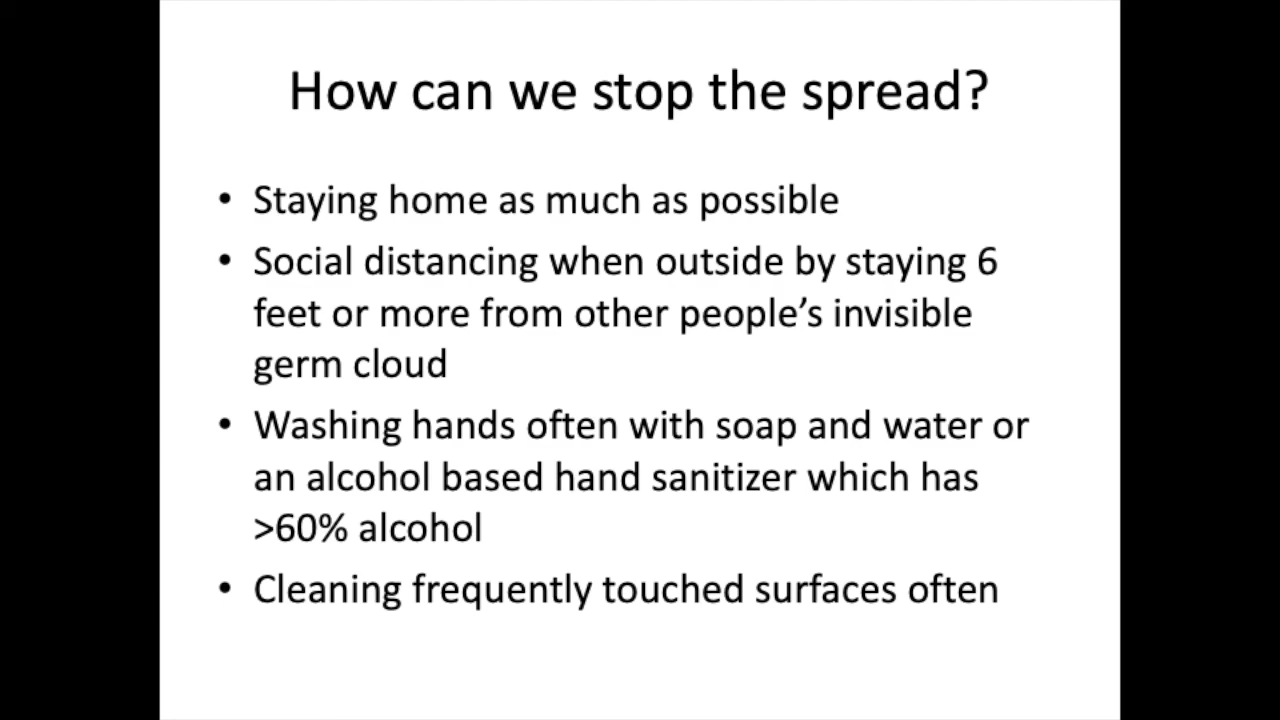 How can we stop the spread?
• Staying home as much as possible
• Social distancing when outside by staying 6
feet or more from other people’s invisible
germ cloud
• Washing hands often with soap and water or
an alcohol based hand sanitizer which has
>60% alcohol
• Cleaning frequently touched surfaces often